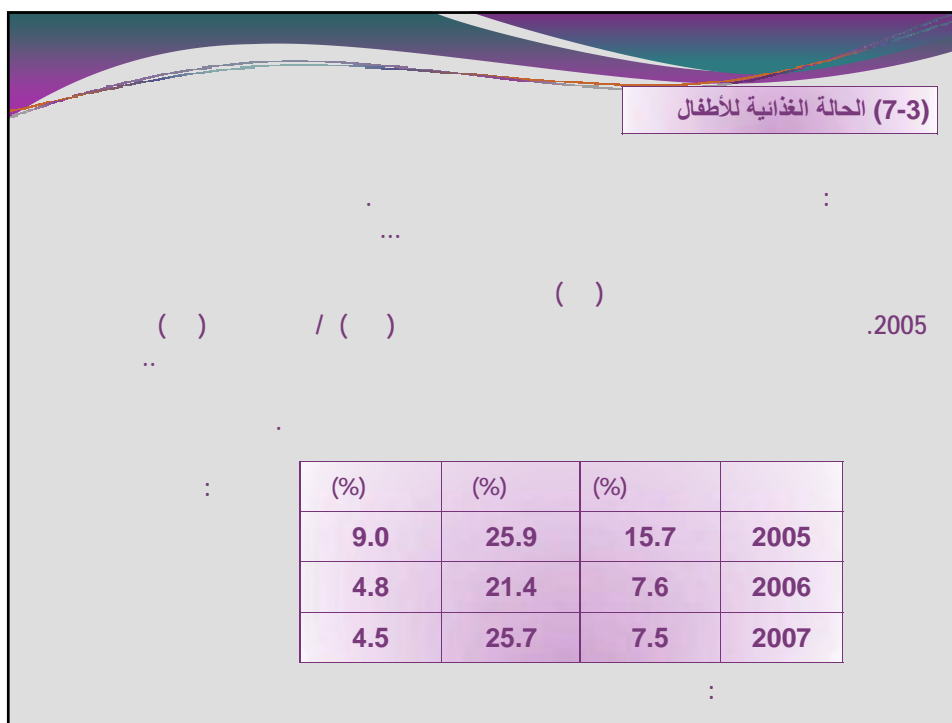 (7-3) الحالة الغذائية للأطفال
: .
...
( )
2005. ( ) / ( )
..
.
:
(%) (%) (%)
2005 15.7 25.9 9.0
2006 7.6 21.4 4.8
2007 7.5 25.7 4.5
: